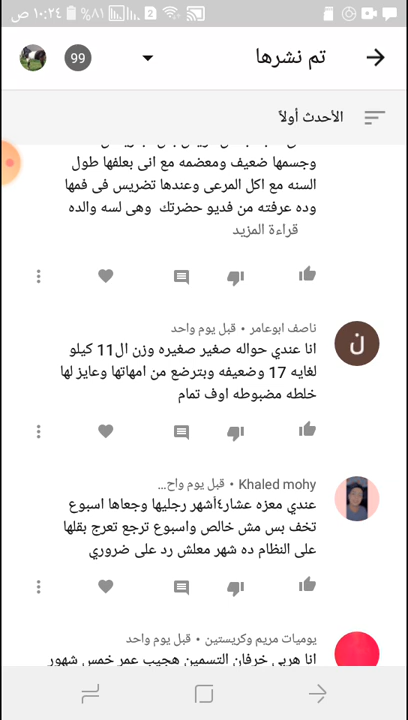 ١٠:٢٤ ص
٨١%
2
تم نشرها
99
الأحدث أولاً
وجسمها ضعيف ومعضمه مع انى بعلفها طول
السنه مع اكل المرعى وعندها تضريس فى فمها
وده عرفته من فديو حضرتك وهى لسه والده
قراءة المزيد
ناصف ابوعامر • قبل يوم واحد
ن
انا عندي حواله صغير صغيره وزن ال11 كيلو
لغايه 17 وضعيفه وبترضع من امهاتها وعايز لها
خلطه مضبوطه اوف تمام
Khaled mohy • قبل يوم واح...
عندي معزه عشار٤أشهر رجليها وجعاها اسبوع
تخف بس مش خالص واسبوع ترجع تعرج بقلها
على النظام ده شهر معلش رد على ضروري
يوميات مريم وكريستين • قبل يوم واحد
انا هربي خرفان التسمين هجيب عمر خمس شهور